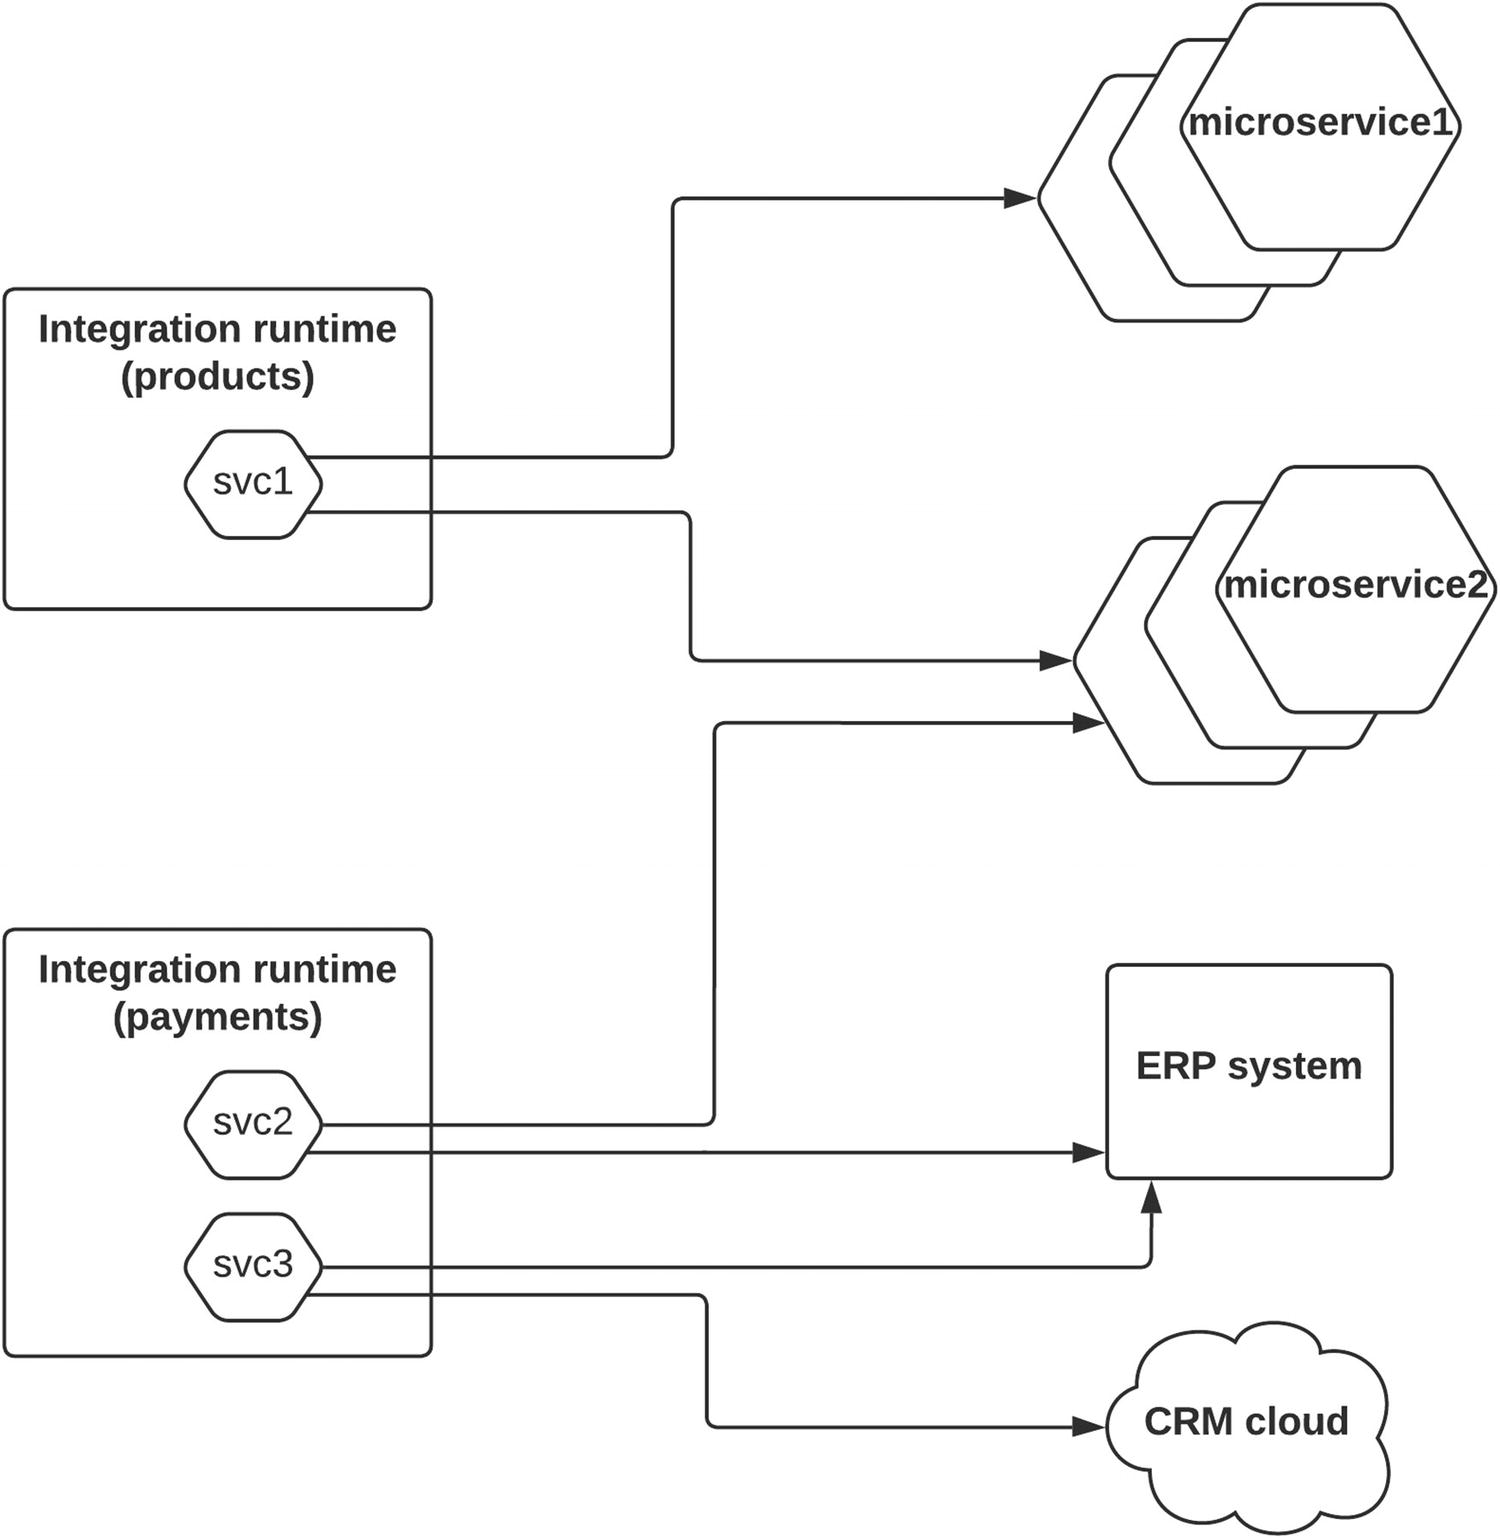 microservice1
Integration runtime
(products)
svc1
microservice2
Integration runtime
(payments)
svc2
svc3
ERP system
CRM cloud